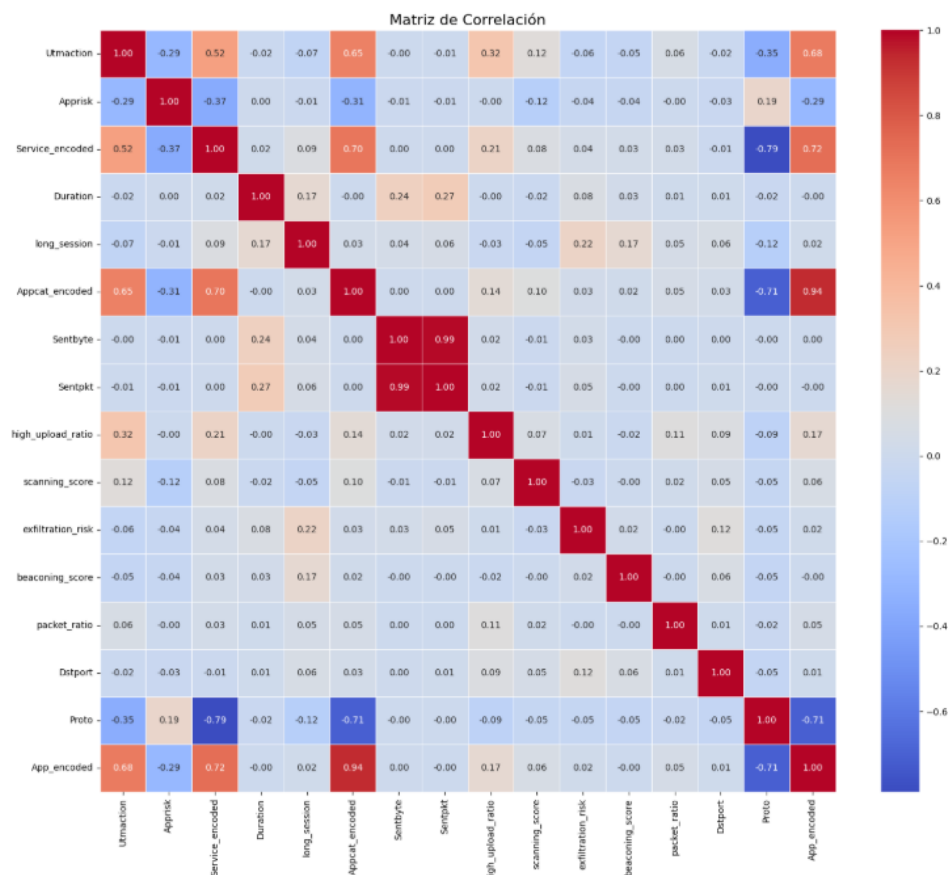 Matriz de Correlación
Utmaction 1.00 -0.29 0.52 -0.02 -0.07 0.65 -0.00 -0.01 0.32 0.12 -0.06 -0.05 0.06 -0.02 -0.35 0.68
Apprisk -0.29 1.00 -0.37 0.00 -0.01 -0.31 -0.01 -0.01 -0.00 -0.12 -0.04 -0.04 -0.00 -0.03 0.19 -0.29
Service_encoded 0.52 -0.37 1.00 0.02 0.09 0.70 0.00 0.00 0.21 0.08 0.04 0.03 0.03 -0.01 -0.79 0.72
Duration -0.02 0.00 0.02 1.00 0.17 -0.00 0.24 0.27 -0.00 -0.02 0.08 0.03 0.01 0.01 -0.02 -0.00
long_session -0.07 -0.01 0.09 0.17 1.00 0.03 0.04 0.06 -0.03 -0.05 0.22 0.17 0.05 0.06 -0.12 0.02
Appcat_encoded 0.65 -0.31 0.70 -0.00 0.03 1.00 0.00 0.00 0.14 0.10 0.03 0.02 0.05 0.03 -0.71 0.94
Sentbyte -0.00 -0.01 0.00 0.24 0.04 0.00 1.00 0.99 0.02 -0.01 0.03 -0.00 0.00 -0.00 -0.00 0.00
Sentpkt -0.01 -0.01 0.00 0.27 0.06 0.00 0.99 1.00 0.02 -0.01 0.05 -0.00 0.00 0.01 -0.00 -0.00
high_upload_ratio 0.32 -0.00 0.21 -0.00 -0.03 0.14 0.02 0.02 1.00 0.07 0.01 -0.02 0.11 0.09 -0.09 0.17
scanning_score 0.12 -0.12 0.08 -0.02 -0.05 0.10 -0.01 -0.01 0.07 1.00 -0.03 -0.00 0.02 0.05 -0.05 0.06
exfiltration_risk -0.06 -0.04 0.04 0.08 0.22 0.03 0.03 0.05 0.01 -0.03 1.00 0.02 -0.00 0.12 -0.05 0.02
beaconing_score -0.05 -0.04 0.03 0.03 0.17 0.02 -0.00 -0.00 -0.02 -0.00 0.02 1.00 -0.00 0.06 -0.05 -0.00
packet_ratio 0.06 -0.00 0.03 0.01 0.05 0.05 0.00 0.00 0.11 0.02 -0.00 -0.00 1.00 0.01 -0.02 0.05
Dstport -0.02 -0.03 -0.01 0.01 0.06 0.03 -0.00 0.01 0.09 0.05 0.12 0.06 0.01 1.00 -0.05 0.01
Proto -0.35 0.19 -0.79 -0.02 -0.12 -0.71 -0.00 -0.00 -0.09 -0.05 -0.05 -0.05 -0.02 -0.05 1.00 -0.71
App_encoded 0.68 -0.29 0.72 -0.00 0.02 0.94 0.00 -0.00 0.17 0.06 0.02 -0.00 0.05 0.01 -0.71 1.00
Utmaction Apprisk Service_encoded Duration long_session Appcat_encoded Sentbyte Sentpkt high_upload_ratio scanning_score exfiltration_risk beaconing_score packet_ratio Dstport Proto App_encoded
1.0
0.8
0.6
0.4
0.2
0.0
-0.2
-0.4
-0.6